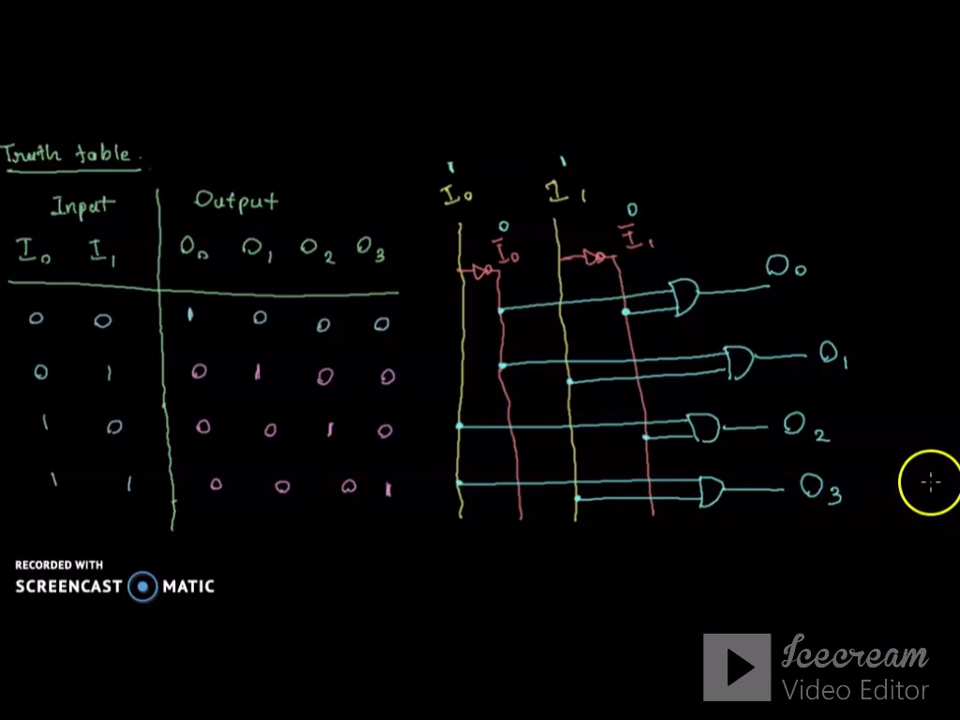 Truth table.
Input Output
I₀ I₁ O₀ O₁ O₂ O₃
0 0 1 0 0 0
0 1 0 1 0 0
1 0 0 0 1 0
1 1 0 0 0 1
1 1
I₀ I₁
0 0
Ī₀ Ī₁
O₀
O₁
O₂
O₃
RECORDED WITH
SCREENCAST MATIC
Icecream
Video Editor